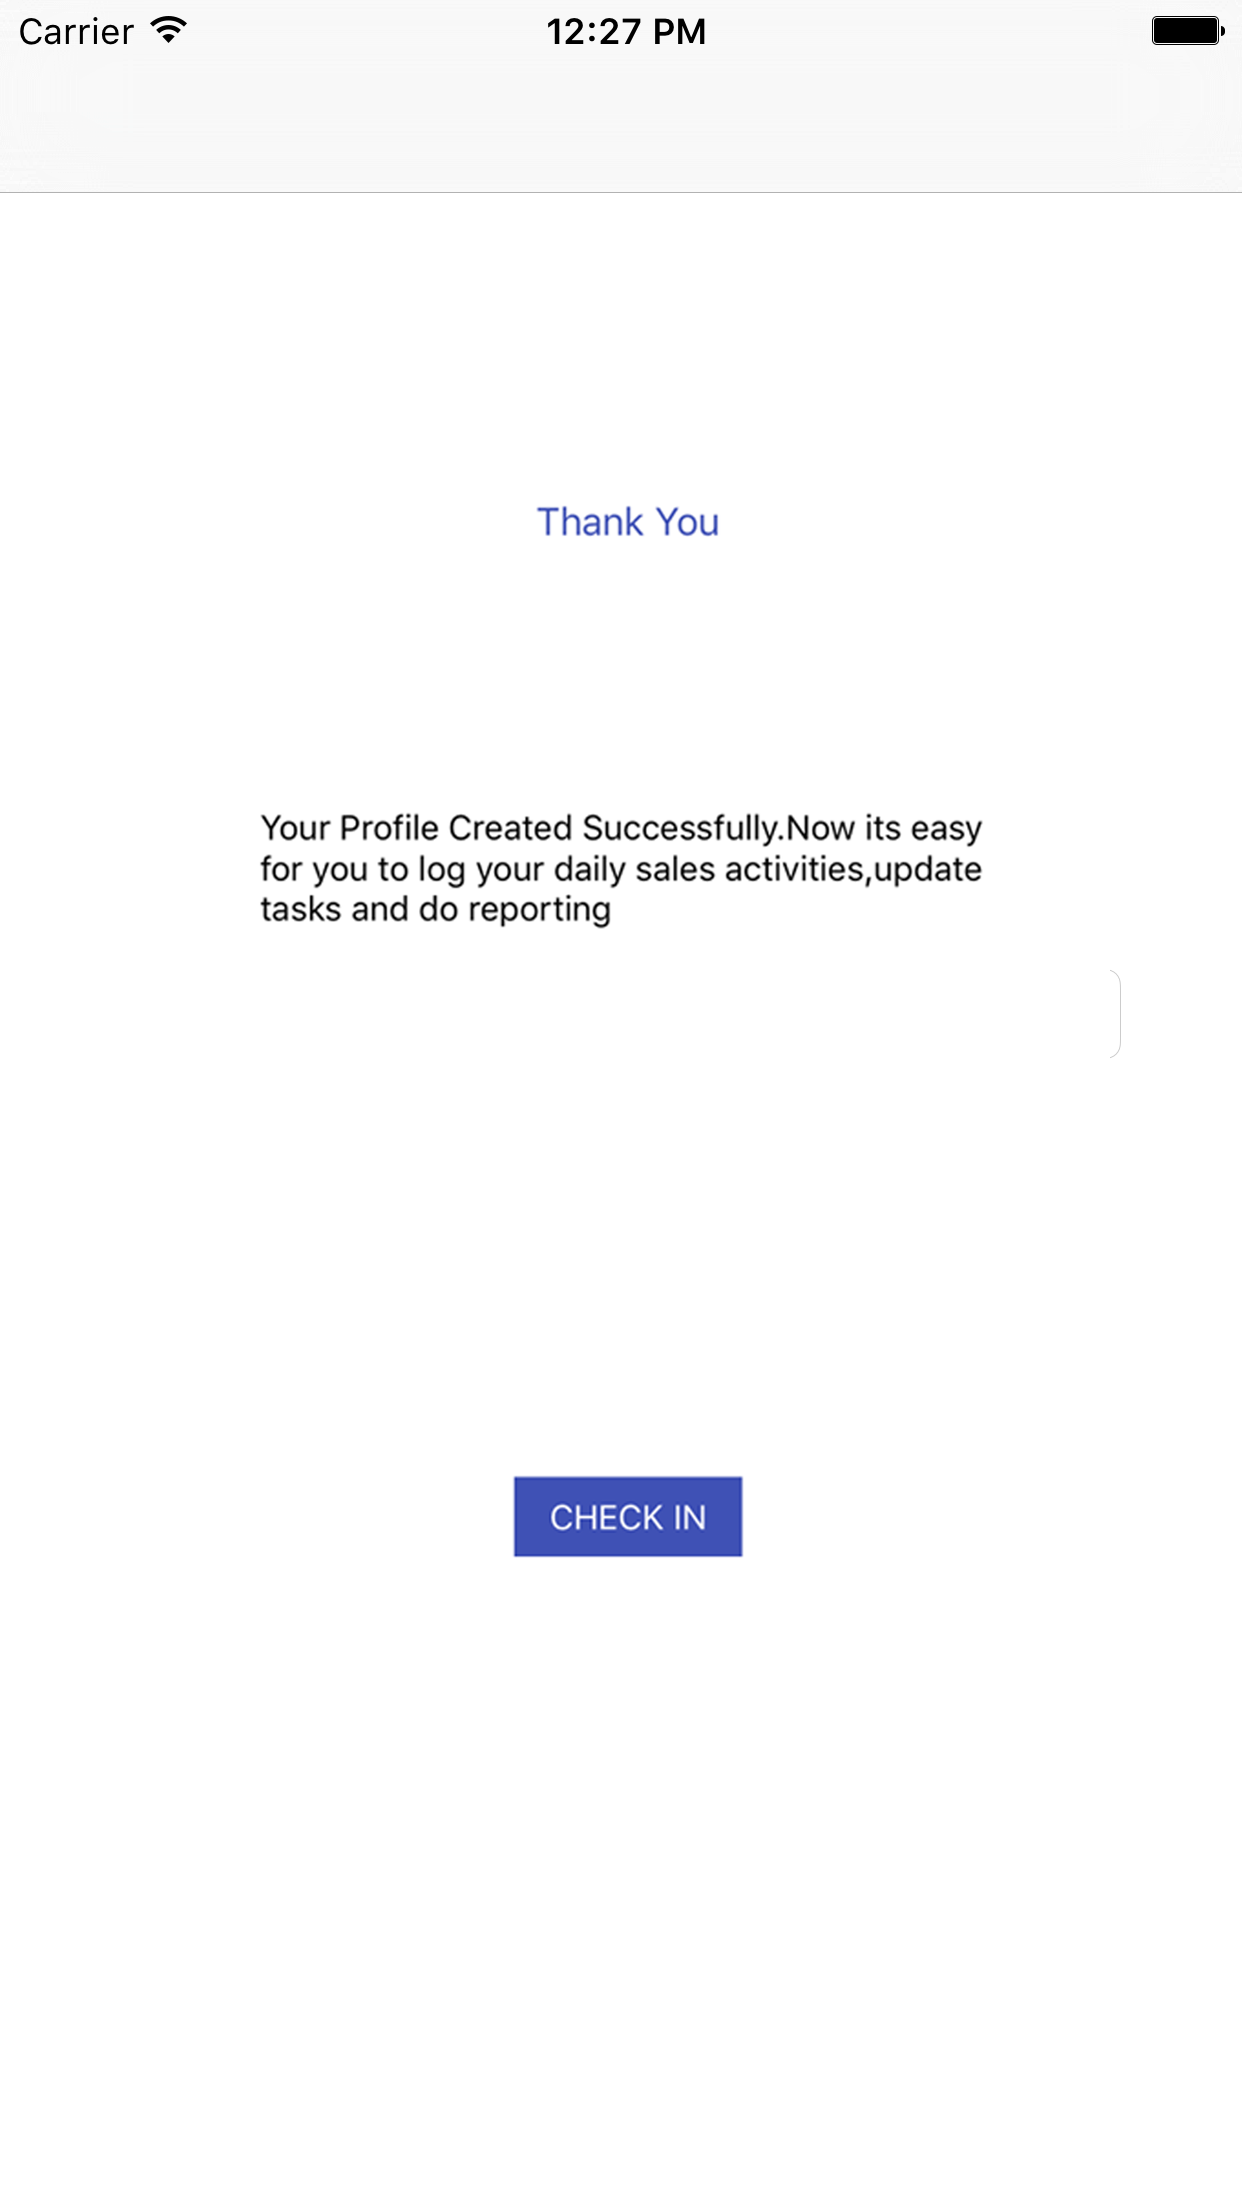 Carrier 12:27 PM
Thank You
Your Profile Created Successfully.Now its easy
for you to log your daily sales activities,update
tasks and do reporting
CHECK IN